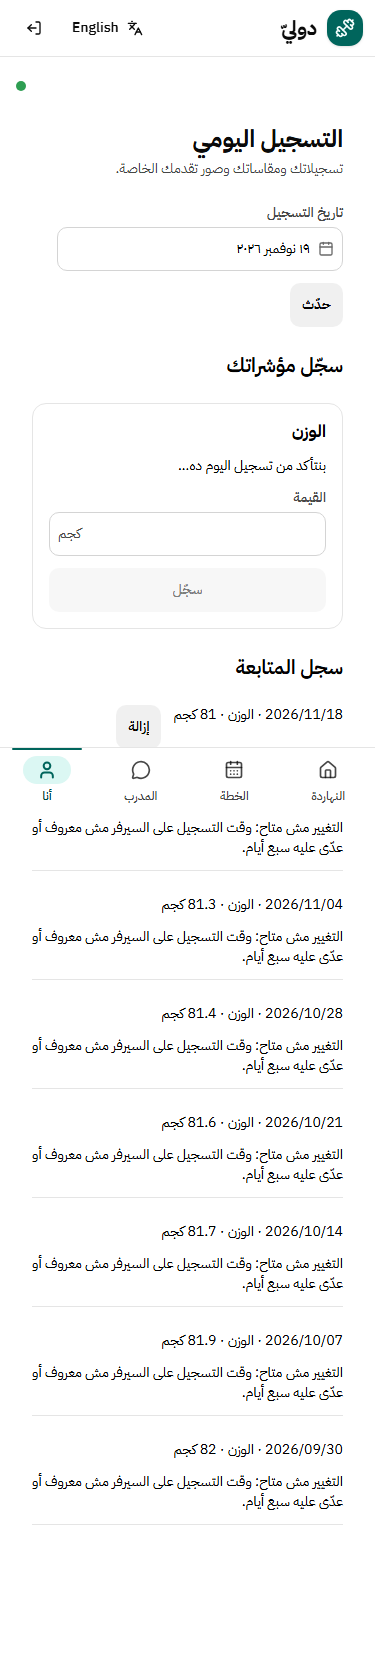 دوليّ
English
التسجيل اليومي
تسجيلاتك ومقاساتك وصور تقدمك الخاصة.
تاريخ التسجيل
١٩ نوفمبر ٢٠٢٦
حدّث
سجّل مؤشراتك
الوزن
بنتأكد من تسجيل اليوم ده...
القيمة
كجم
سجّل
سجل المتابعة
2026/11/18 · الوزن · 81 كجم
إزالة
النهاردة
الخطة
المدرب
أنا
التغيير مش متاح: وقت التسجيل على السيرفر مش معروف أو
عدّى عليه سبع أيام.
2026/11/04 · الوزن · 81.3 كجم
التغيير مش متاح: وقت التسجيل على السيرفر مش معروف أو
عدّى عليه سبع أيام.
2026/10/28 · الوزن · 81.4 كجم
التغيير مش متاح: وقت التسجيل على السيرفر مش معروف أو
عدّى عليه سبع أيام.
2026/10/21 · الوزن · 81.6 كجم
التغيير مش متاح: وقت التسجيل على السيرفر مش معروف أو
عدّى عليه سبع أيام.
2026/10/14 · الوزن · 81.7 كجم
التغيير مش متاح: وقت التسجيل على السيرفر مش معروف أو
عدّى عليه سبع أيام.
2026/10/07 · الوزن · 81.9 كجم
التغيير مش متاح: وقت التسجيل على السيرفر مش معروف أو
عدّى عليه سبع أيام.
2026/09/30 · الوزن · 82 كجم
التغيير مش متاح: وقت التسجيل على السيرفر مش معروف أو
عدّى عليه سبع أيام.